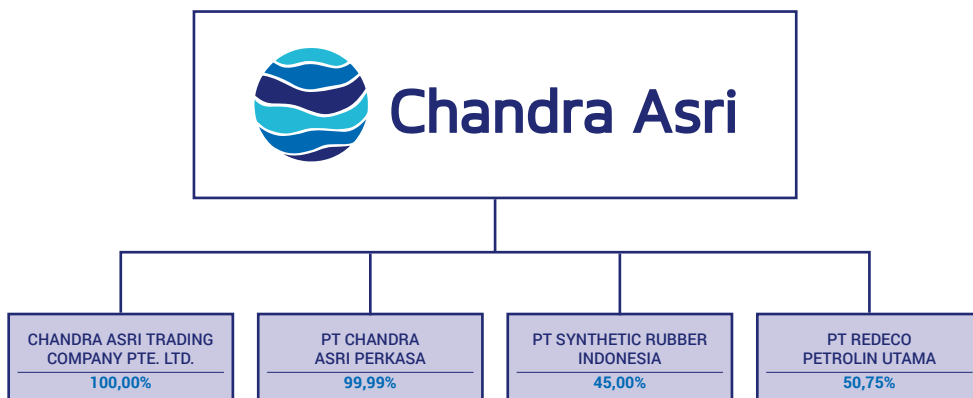 Chandra Asri
CHANDRA ASRI TRADING
COMPANY PTE. LTD.
100,00%
PT CHANDRA
ASRI PERKASA
99,99%
PT SYNTHETIC RUBBER
INDONESIA
45,00%
PT REDECO
PETROLIN UTAMA
50,75%